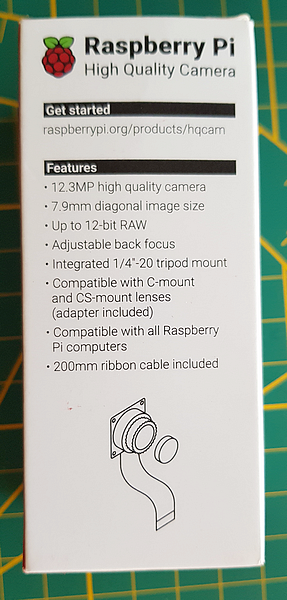 Raspberry Pi
High Quality Camera
Get started
raspberrypi.org/products/hqcam
Features
• 12.3MP high quality camera
• 7.9mm diagonal image size
• Up to 12-bit RAW
• Adjustable back focus
• Integrated 1/4"-20 tripod mount
• Compatible with C-mount
and CS-mount lenses
(adapter included)
• Compatible with all Raspberry
Pi computers
• 200mm ribbon cable included